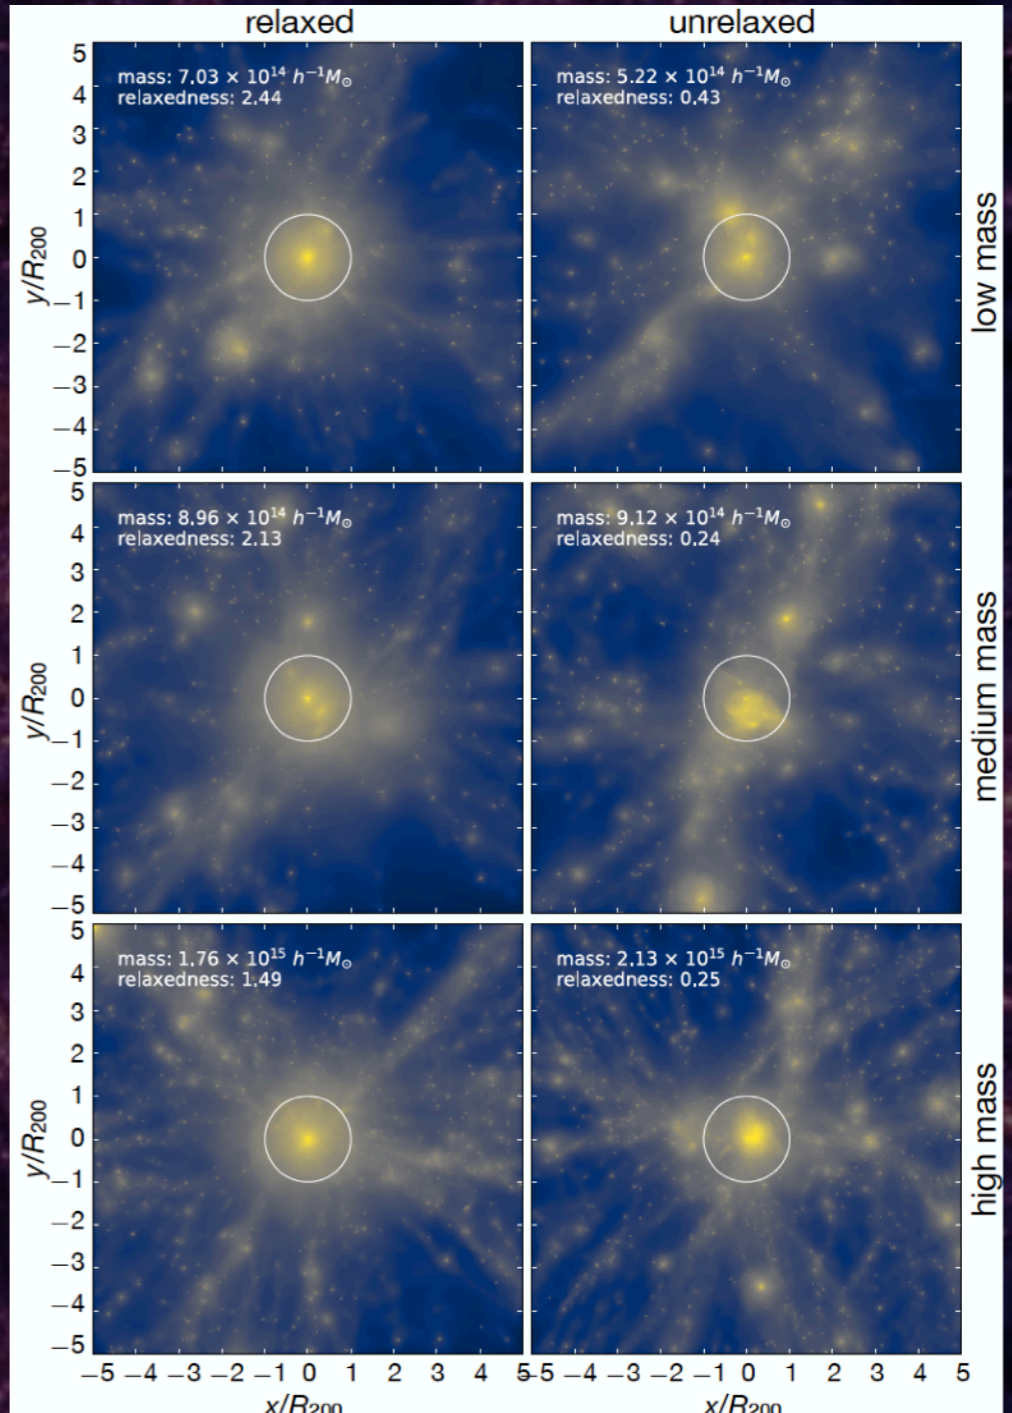 relaxed
unrelaxed
mass: 7.03 × 10¹⁴ h⁻¹M⊙
relaxedness: 2.44
mass: 5.22 × 10¹⁴ h⁻¹M⊙
relaxedness: 0.43
5
4
3
2
1
0
−1
−2
−3
−4
−5
y/R₂₀₀
low mass
mass: 8.96 × 10¹⁴ h⁻¹M⊙
relaxedness: 2.13
mass: 9.12 × 10¹⁴ h⁻¹M⊙
relaxedness: 0.24
5
4
3
2
1
0
−1
−2
−3
−4
−5
y/R₂₀₀
medium mass
mass: 1.76 × 10¹⁵ h⁻¹M⊙
relaxedness: 1.49
mass: 2.13 × 10¹⁵ h⁻¹M⊙
relaxedness: 0.25
5
4
3
2
1
0
−1
−2
−3
−4
−5
y/R₂₀₀
high mass
−5 −4 −3 −2 −1 0 1 2 3 4 5
−5 −4 −3 −2 −1 0 1 2 3 4 5
x/R₂₀₀
x/R₂₀₀